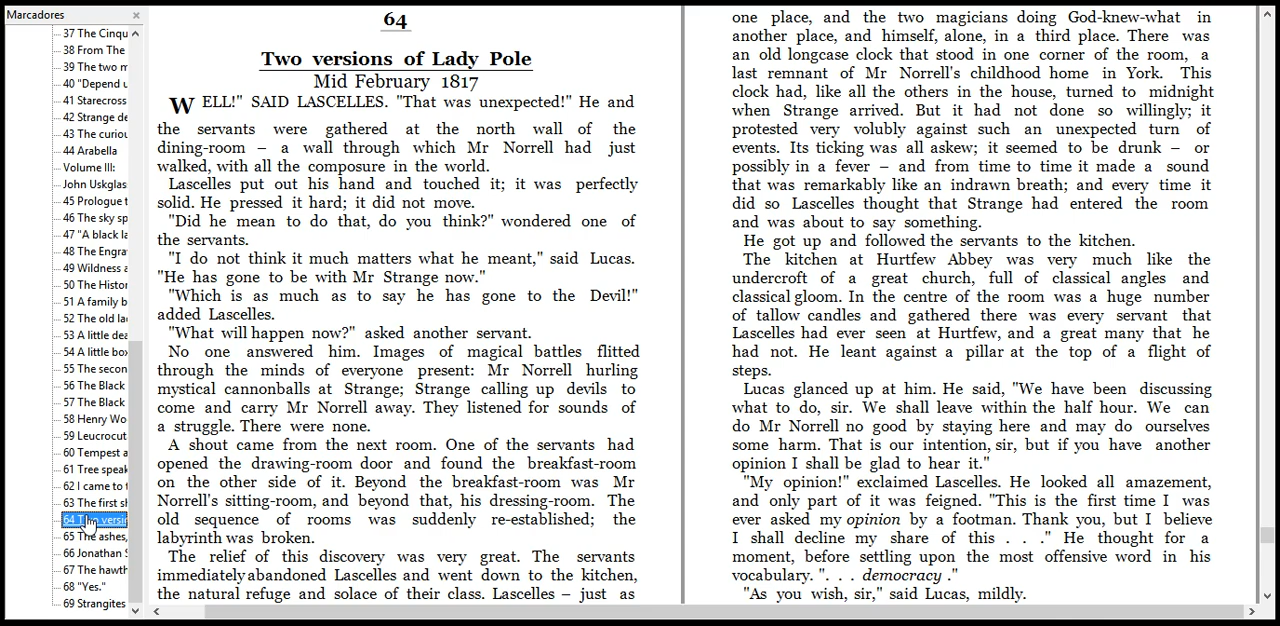 Marcadores
37 The Cinqu
38 From The
39 The two m
40 "Depend u
41 Starecross
42 Strange de
43 The curiou
44 Arabella
Volume III:
John Uskglas
45 Prologue t
46 The sky sp
47 "A black la
48 The Engra
49 Wildness a
50 The Histor
51 A family b
52 The old lad
53 A little dea
54 A little box
55 The secon
56 The Black
57 The Black
58 Henry Wo
59 Leucrocut
60 Tempest a
61 Tree speak
62 I came to t
63 The first sh
64 Two versio
65 The ashes,
66 Jonathan S
67 The hawth
68 "Yes."
69 Strangites
64
Two versions of Lady Pole
Mid February 1817
WELL!" SAID LASCELLES. "That was unexpected!" He and
the servants were gathered at the north wall of the
dining-room – a wall through which Mr Norrell had just
walked, with all the composure in the world.
Lascelles put out his hand and touched it; it was perfectly
solid. He pressed it hard; it did not move.
"Did he mean to do that, do you think?" wondered one of
the servants.
"I do not think it much matters what he meant," said Lucas.
"He has gone to be with Mr Strange now."
"Which is as much as to say he has gone to the Devil!"
added Lascelles.
"What will happen now?" asked another servant.
No one answered him. Images of magical battles flitted
through the minds of everyone present: Mr Norrell hurling
mystical cannonballs at Strange; Strange calling up devils to
come and carry Mr Norrell away. They listened for sounds of
a struggle. There were none.
A shout came from the next room. One of the servants had
opened the drawing-room door and found the breakfast-room
on the other side of it. Beyond the breakfast-room was Mr
Norrell's sitting-room, and beyond that, his dressing-room. The
old sequence of rooms was suddenly re-established; the
labyrinth was broken.
The relief of this discovery was very great. The servants
immediately abandoned Lascelles and went down to the kitchen,
the natural refuge and solace of their class. Lascelles – just as
one place, and the two magicians doing God-knew-what in
another place, and himself, alone, in a third place. There was
an old longcase clock that stood in one corner of the room, a
last remnant of Mr Norrell's childhood home in York. This
clock had, like all the others in the house, turned to midnight
when Strange arrived. But it had not done so willingly; it
protested very volubly against such an unexpected turn of
events. Its ticking was all askew; it seemed to be drunk – or
possibly in a fever – and from time to time it made a sound
that was remarkably like an indrawn breath; and every time it
did so Lascelles thought that Strange had entered the room
and was about to say something.
He got up and followed the servants to the kitchen.
The kitchen at Hurtfew Abbey was very much like the
undercroft of a great church, full of classical angles and
classical gloom. In the centre of the room was a huge number
of tallow candles and gathered there was every servant that
Lascelles had ever seen at Hurtfew, and a great many that he
had not. He leant against a pillar at the top of a flight of
steps.
Lucas glanced up at him. He said, "We have been discussing
what to do, sir. We shall leave within the half hour. We can
do Mr Norrell no good by staying here and may do ourselves
some harm. That is our intention, sir, but if you have another
opinion I shall be glad to hear it."
"My opinion!" exclaimed Lascelles. He looked all amazement,
and only part of it was feigned. "This is the first time I was
ever asked my opinion by a footman. Thank you, but I believe
I shall decline my share of this . . ." He thought for a
moment, before settling upon the most offensive word in his
vocabulary. ". . . democracy ."
"As you wish, sir," said Lucas, mildly.